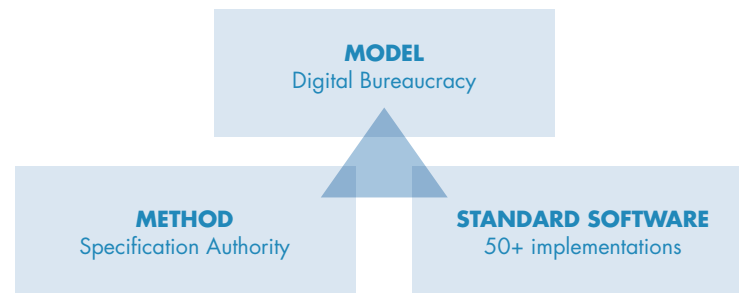 MODEL
Digital Bureaucracy
METHOD
Specification Authority
STANDARD SOFTWARE
50+ implementations